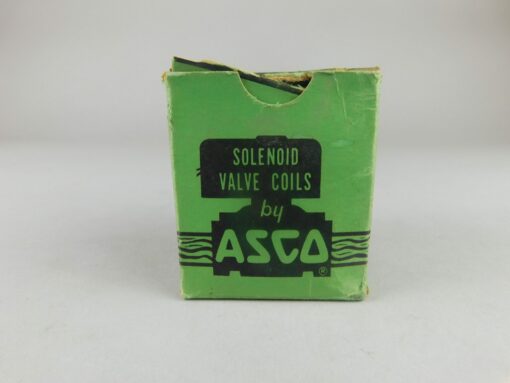 SOLENOID
VALVE COILS
by
ASCO
®